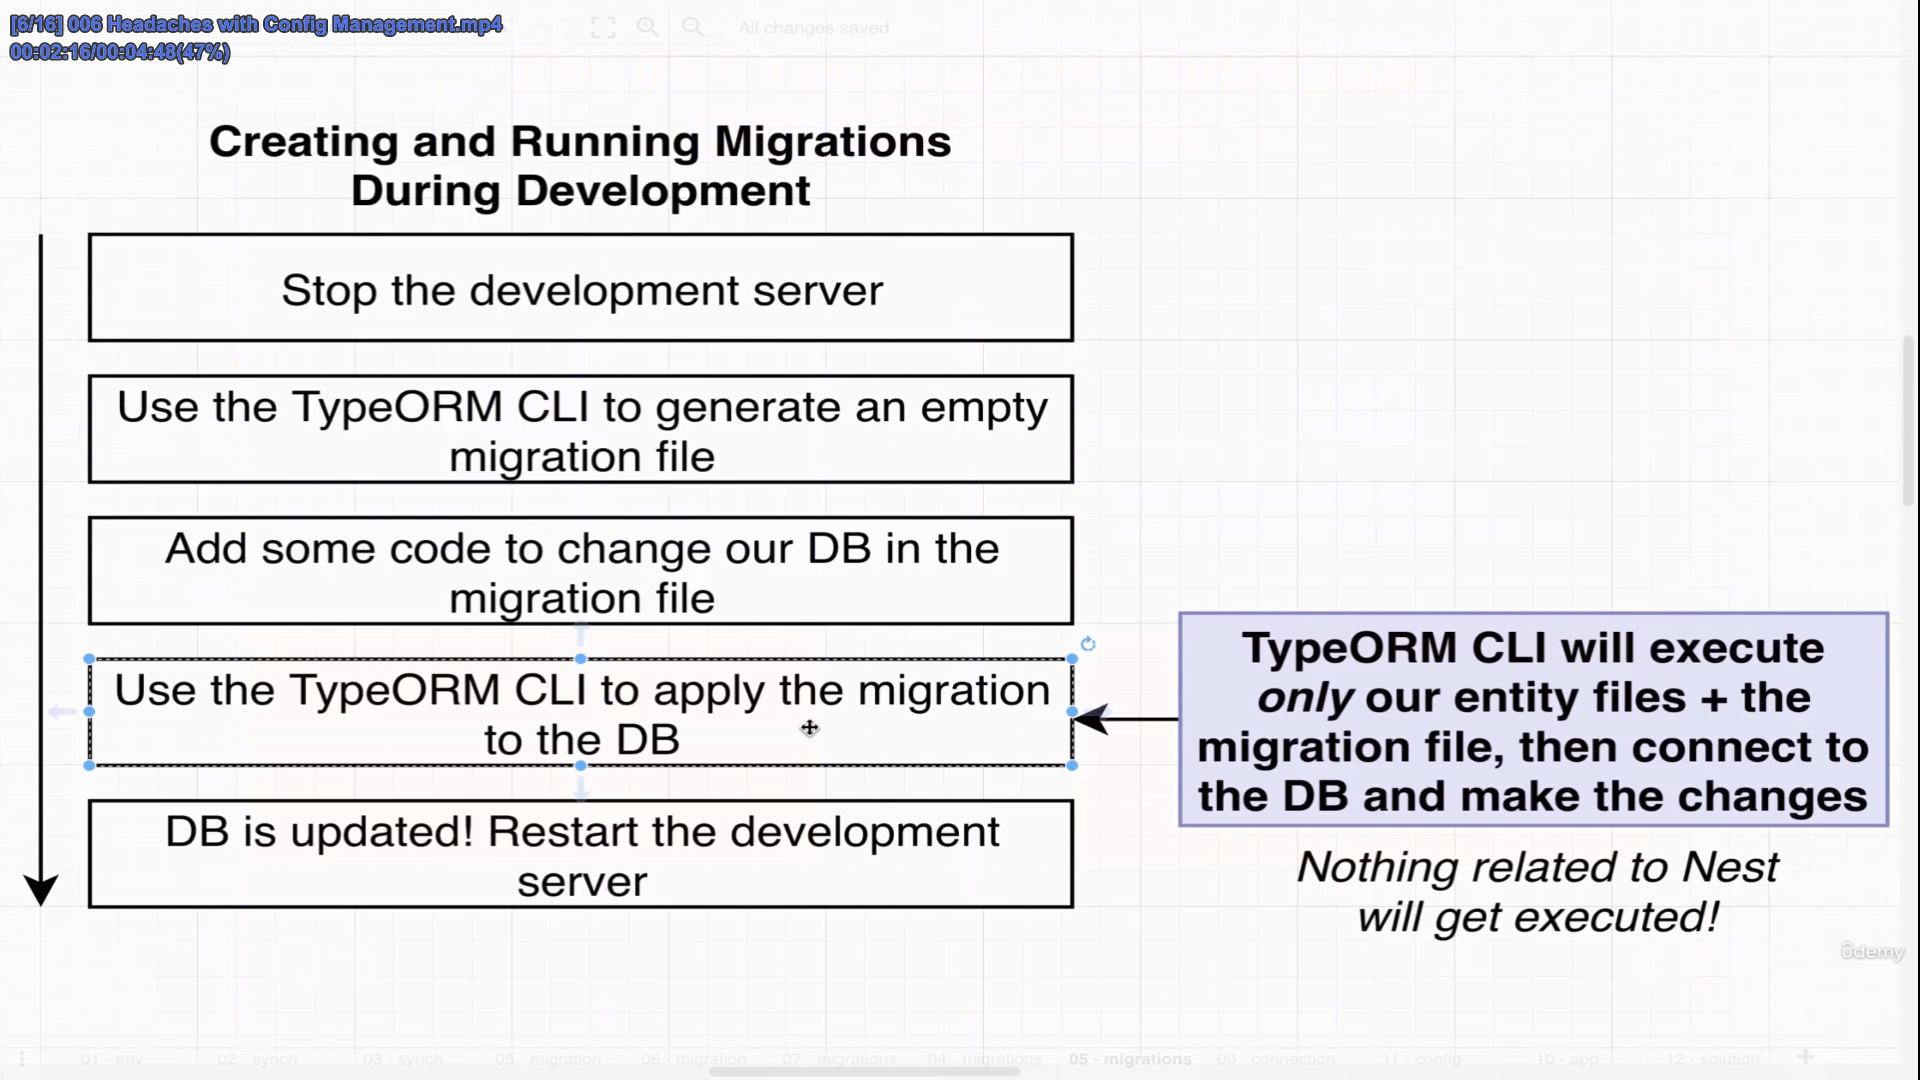 [6/16] 006 Headaches with Config Management.mp4
00:02:16/00:04:48(47%)
All changes saved
Creating and Running Migrations
During Development
Stop the development server
Use the TypeORM CLI to generate an empty
migration file
Add some code to change our DB in the
migration file
Use the TypeORM CLI to apply the migration
to the DB
DB is updated! Restart the development
server
TypeORM CLI will execute
only our entity files + the
migration file, then connect to
the DB and make the changes
Nothing related to Nest
will get executed!
ûdemy
01 - env 02 - synch 03 - synch 05 - migration 06 - migration 07 - migrations 04 migrations 05 - migrations 09 - connection 11 - config 10 - app 12 - solution